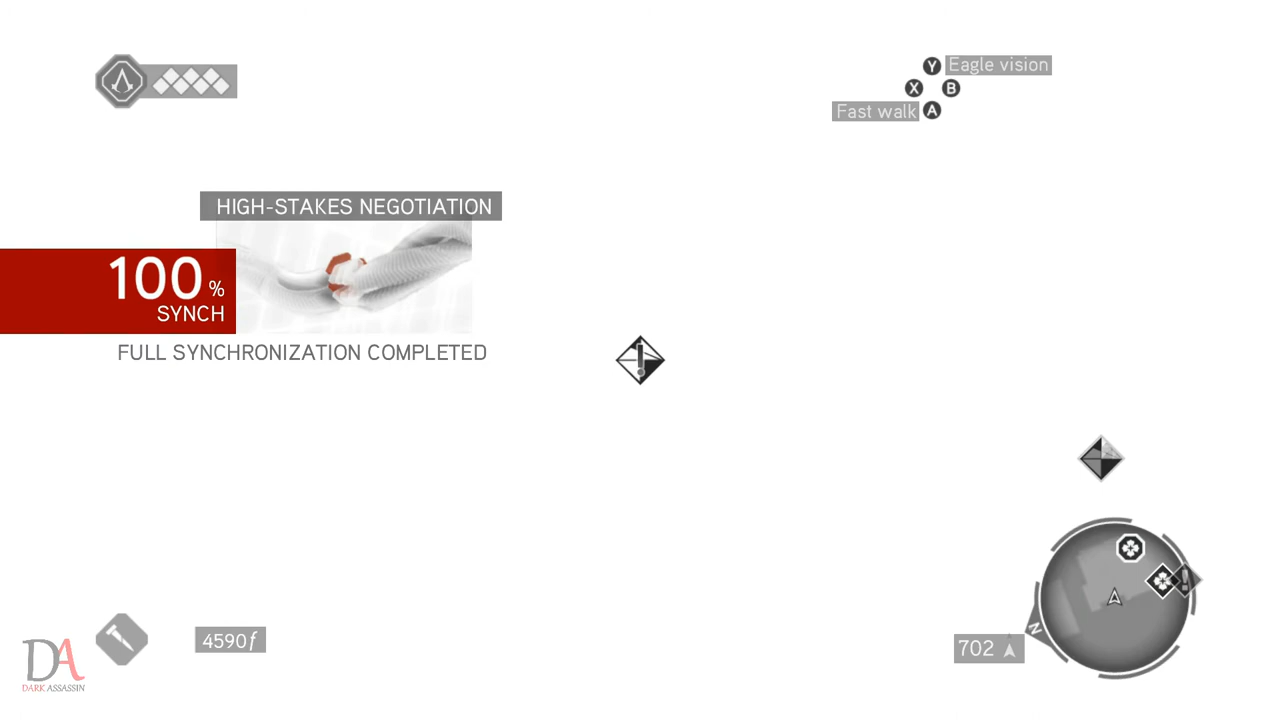 Y Eagle vision
X B
Fast walk A
HIGH-STAKES NEGOTIATION
100 %
SYNCH
FULL SYNCHRONIZATION COMPLETED
4590ƒ
702
N
DA
DARK ASSASSIN